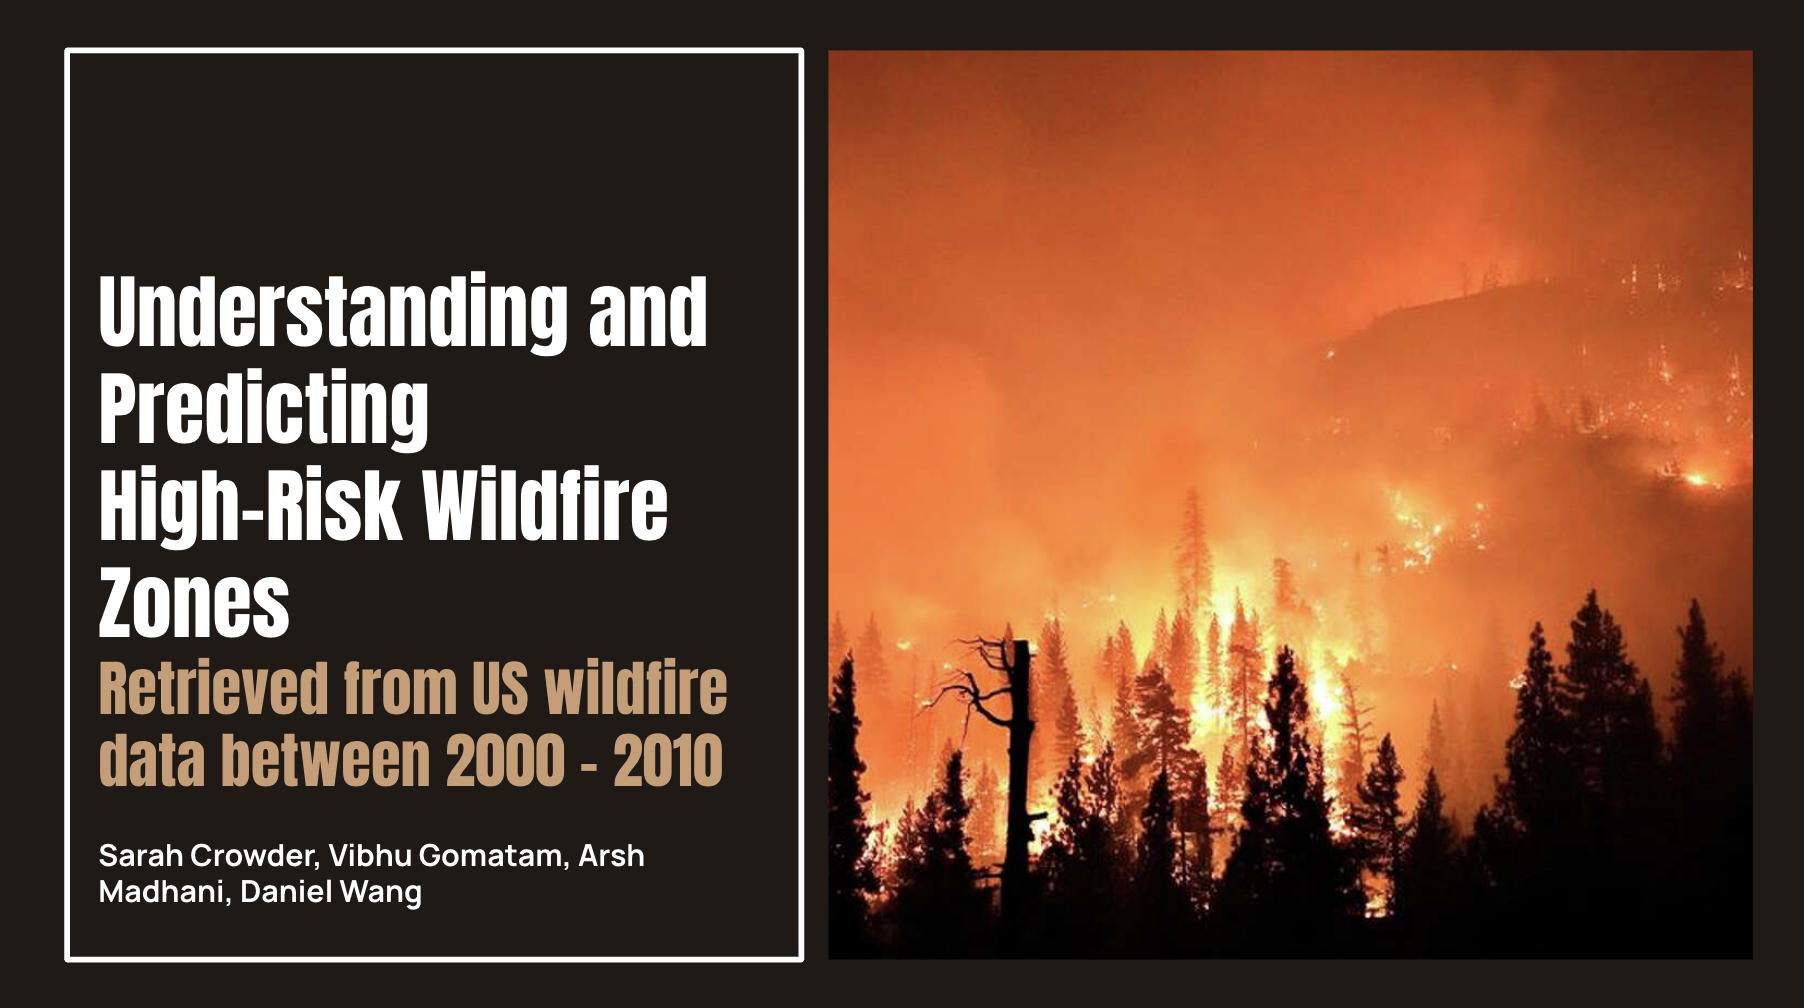 Understanding and
Predicting
High-Risk Wildfire
Zones
Retrieved from US wildfire
data between 2000 - 2010
Sarah Crowder, Vibhu Gomatam, Arsh
Madhani, Daniel Wang